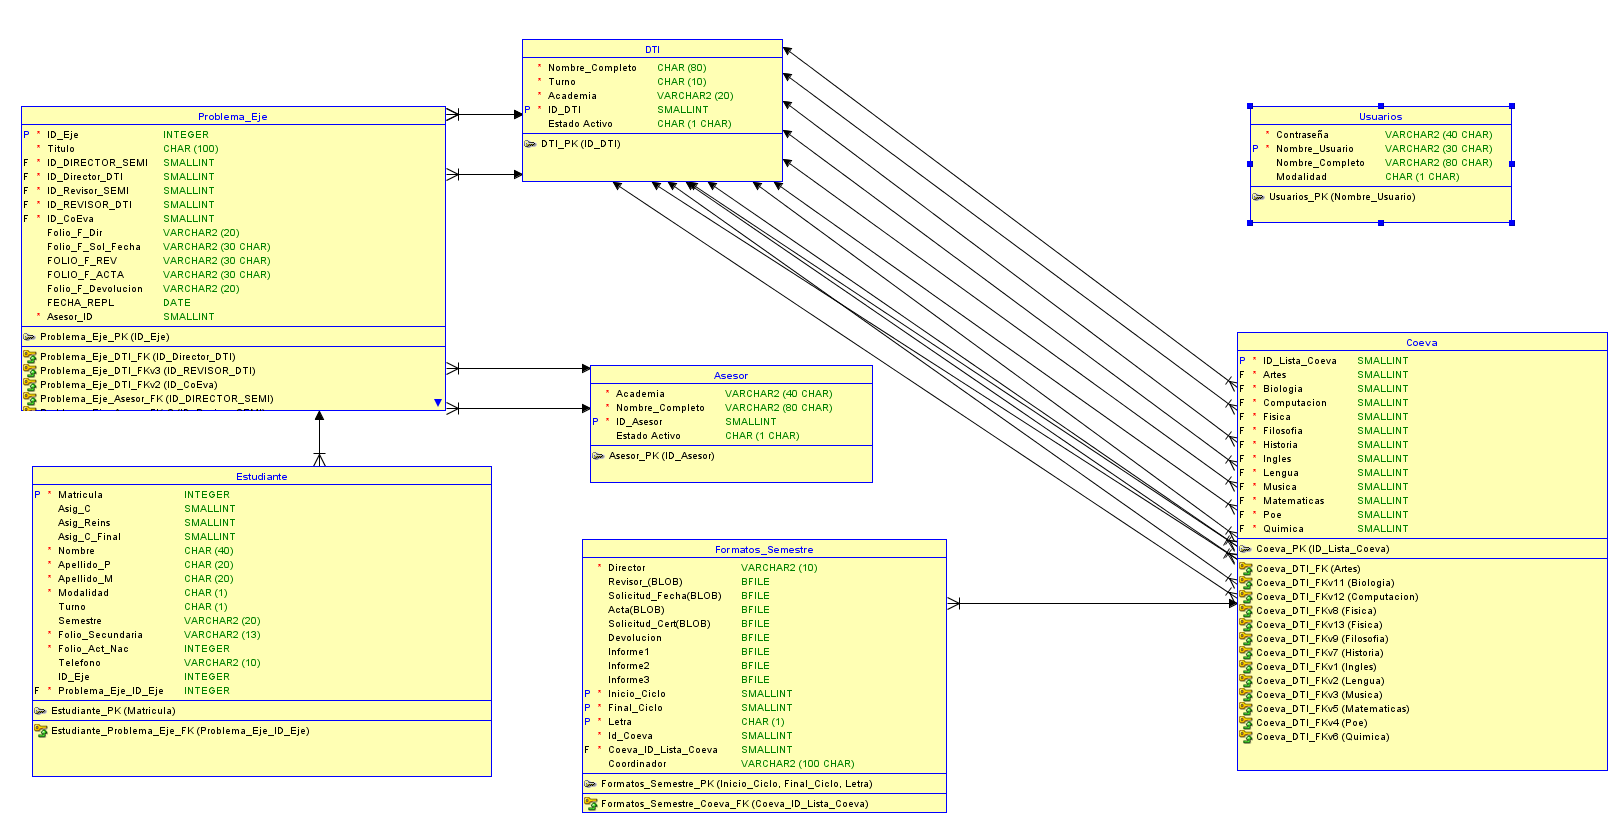 DTI
* Nombre_Completo CHAR (80)
* Turno CHAR (10)
* Academia VARCHAR2 (20)
P * ID_DTI SMALLINT
Estado Activo CHAR (1 CHAR)
DTI_PK (ID_DTI)
Problema_Eje
P * ID_Eje INTEGER
* Titulo CHAR (100)
F * ID_DIRECTOR_SEMI SMALLINT
F * ID_Director_DTI SMALLINT
F * ID_Revisor_SEMI SMALLINT
F * ID_REVISOR_DTI SMALLINT
F * ID_CoEva SMALLINT
Folio_F_Dir VARCHAR2 (20)
Folio_F_Sol_Fecha VARCHAR2 (30 CHAR)
FOLIO_F_REV VARCHAR2 (30 CHAR)
FOLIO_F_ACTA VARCHAR2 (30 CHAR)
Folio_F_Devolucion VARCHAR2 (20)
FECHA_REPL DATE
* Asesor_ID SMALLINT
Problema_Eje_PK (ID_Eje)
Problema_Eje_DTI_FK (ID_Director_DTI)
Problema_Eje_DTI_FKv3 (ID_REVISOR_DTI)
Problema_Eje_DTI_FKv2 (ID_CoEva)
Problema_Eje_Asesor_FK (ID_DIRECTOR_SEMI)
Usuarios
* Contraseña VARCHAR2 (40 CHAR)
P * Nombre_Usuario VARCHAR2 (30 CHAR)
Nombre_Completo VARCHAR2 (80 CHAR)
Modalidad CHAR (1 CHAR)
Usuarios_PK (Nombre_Usuario)
Asesor
* Academia VARCHAR2 (40 CHAR)
* Nombre_Completo VARCHAR2 (80 CHAR)
P * ID_Asesor SMALLINT
Estado Activo CHAR (1 CHAR)
Asesor_PK (ID_Asesor)
Coeva
P * ID_Lista_Coeva SMALLINT
F * Artes SMALLINT
F * Biologia SMALLINT
F * Computacion SMALLINT
F * Fisica SMALLINT
F * Filosofia SMALLINT
F * Historia SMALLINT
F * Ingles SMALLINT
F * Lengua SMALLINT
F * Musica SMALLINT
F * Matematicas SMALLINT
F * Poe SMALLINT
F * Quimica SMALLINT
Coeva_PK (ID_Lista_Coeva)
Coeva_DTI_FK (Artes)
Coeva_DTI_FKv11 (Biologia)
Coeva_DTI_FKv12 (Computacion)
Coeva_DTI_FKv8 (Fisica)
Coeva_DTI_FKv13 (Fisica)
Coeva_DTI_FKv9 (Filosofia)
Coeva_DTI_FKv7 (Historia)
Coeva_DTI_FKv1 (Ingles)
Coeva_DTI_FKv2 (Lengua)
Coeva_DTI_FKv3 (Musica)
Coeva_DTI_FKv5 (Matematicas)
Coeva_DTI_FKv4 (Poe)
Coeva_DTI_FKv6 (Quimica)
Estudiante
P * Matricula INTEGER
Asig_C SMALLINT
Asig_Reins SMALLINT
Asig_C_Final SMALLINT
* Nombre CHAR (40)
* Apellido_P CHAR (20)
* Apellido_M CHAR (20)
* Modalidad CHAR (1)
Turno CHAR (1)
Semestre VARCHAR2 (20)
* Folio_Secundaria VARCHAR2 (13)
* Folio_Act_Nac INTEGER
Telefono VARCHAR2 (10)
ID_Eje INTEGER
F * Problema_Eje_ID_Eje INTEGER
Estudiante_PK (Matricula)
Estudiante_Problema_Eje_FK (Problema_Eje_ID_Eje)
Formatos_Semestre
* Director VARCHAR2 (10)
Revisor_(BLOB) BFILE
Solicitud_Fecha(BLOB) BFILE
Acta(BLOB) BFILE
Solicitud_Cert(BLOB) BFILE
Devolucion BFILE
Informe1 BFILE
Informe2 BFILE
Informe3 BFILE
P * Inicio_Ciclo SMALLINT
P * Final_Ciclo SMALLINT
P * Letra CHAR (1)
* Id_Coeva SMALLINT
F * Coeva_ID_Lista_Coeva SMALLINT
Coordinador VARCHAR2 (100 CHAR)
Formatos_Semestre_PK (Inicio_Ciclo, Final_Ciclo, Letra)
Formatos_Semestre_Coeva_FK (Coeva_ID_Lista_Coeva)